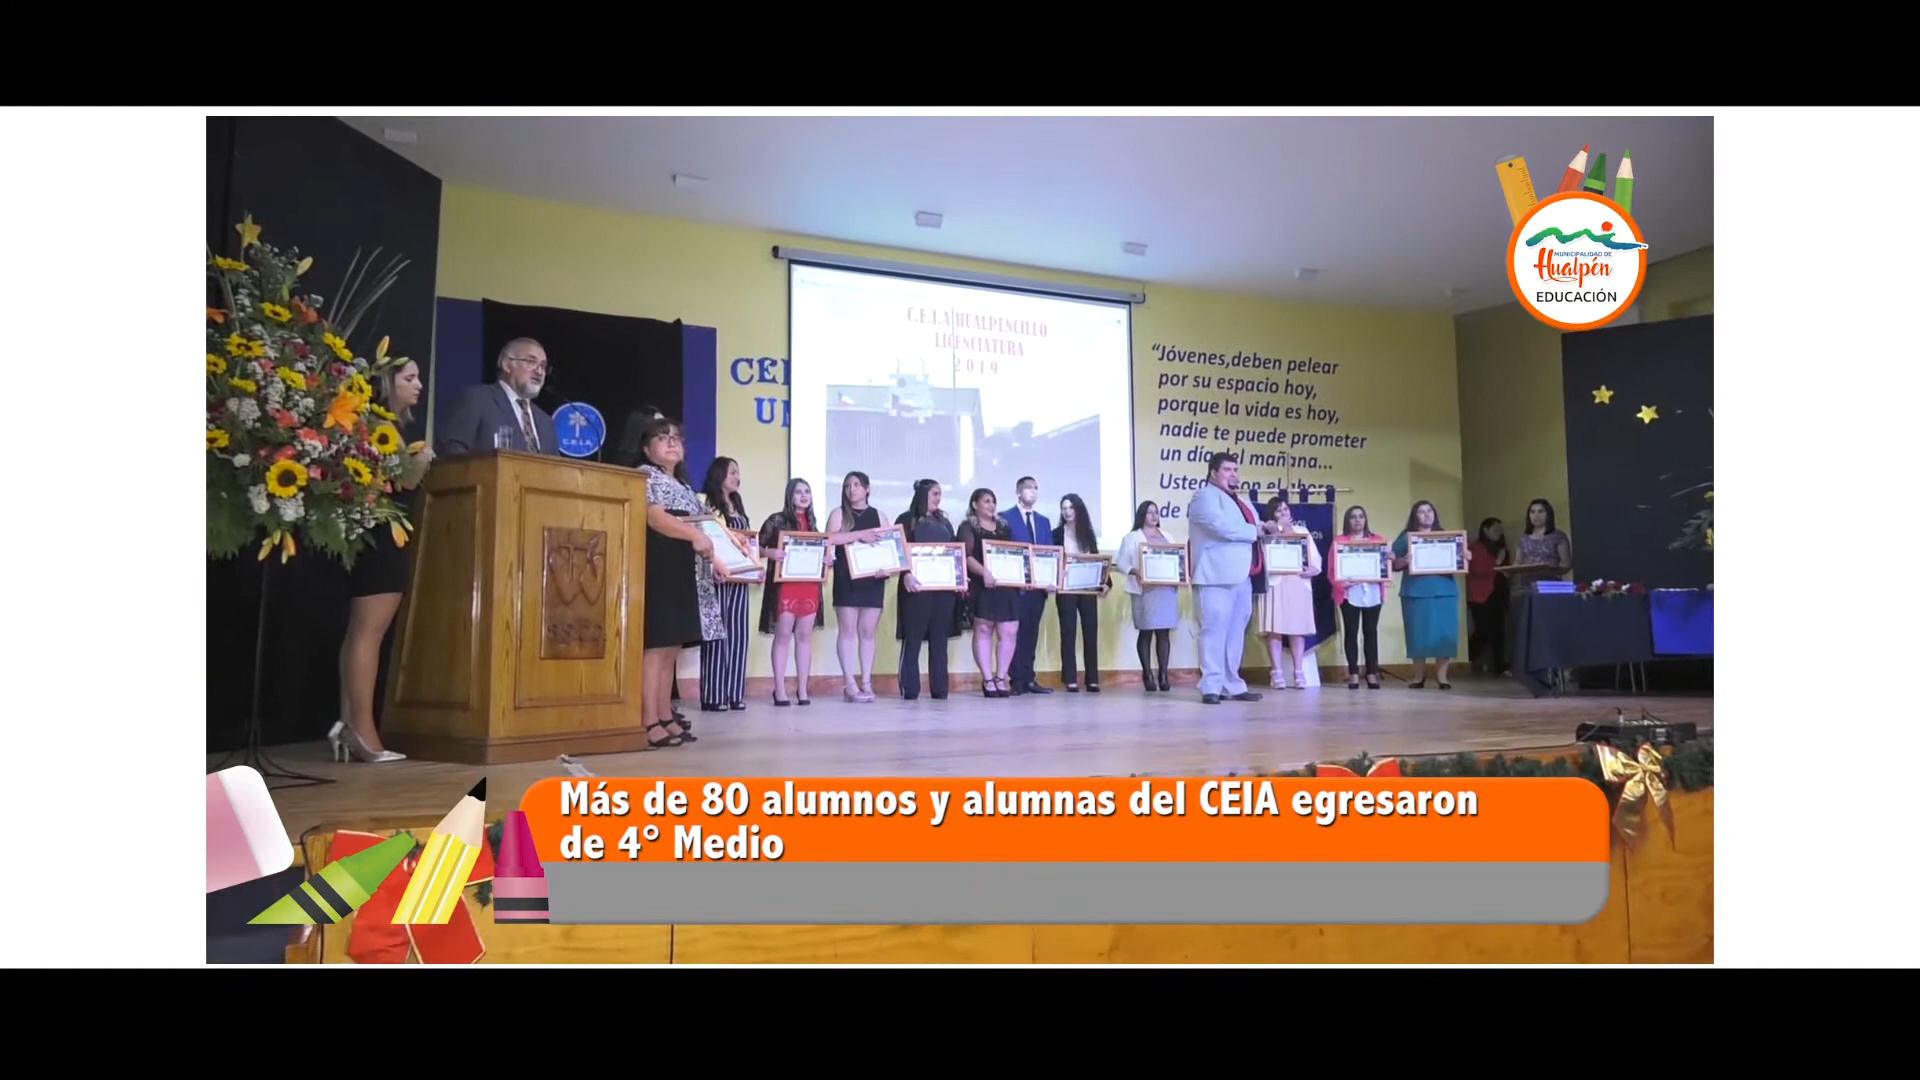 MUNICIPALIDAD DE
Hualpén
EDUCACIÓN
C.E.I.A HUALPENCILLO
LICENCIATURA
2019
“Jóvenes,deben pelear
por su espacio hoy,
porque la vida es hoy,
nadie te puede prometer
un día del mañana...
C.E.I.A.
Más de 80 alumnos y alumnas del CEIA egresaron
de 4° Medio